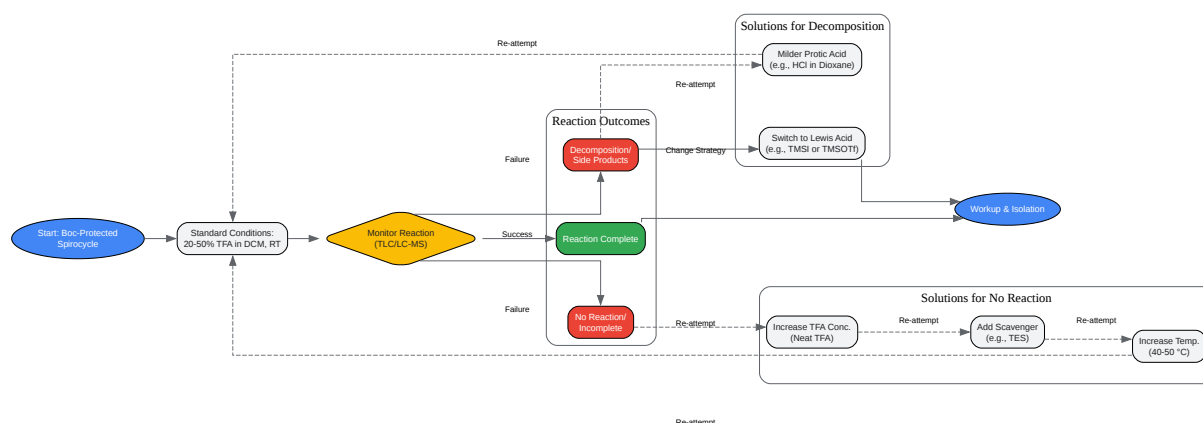 Solutions for Decomposition
Re-attempt
Milder Protic Acid
(e.g., HCl in Dioxane)
Re-attempt
Reaction Outcomes
Switch to Lewis Acid
(e.g., TMSI or TMSOTf)
Decomposition/
Side Products
Change Strategy
Failure
Start: Boc-Protected
Spirocycle
Standard Conditions:
20-50% TFA in DCM, RT
Monitor Reaction
(TLC/LC-MS)
Success
Reaction Complete
Workup & Isolation
Failure
No Reaction/
Incomplete
Re-attempt
Solutions for No Reaction
Increase TFA Conc.
(Neat TFA)
Re-attempt
Add Scavenger
(e.g., TES)
Re-attempt
Increase Temp.
(40-50 °C)
Re-attempt